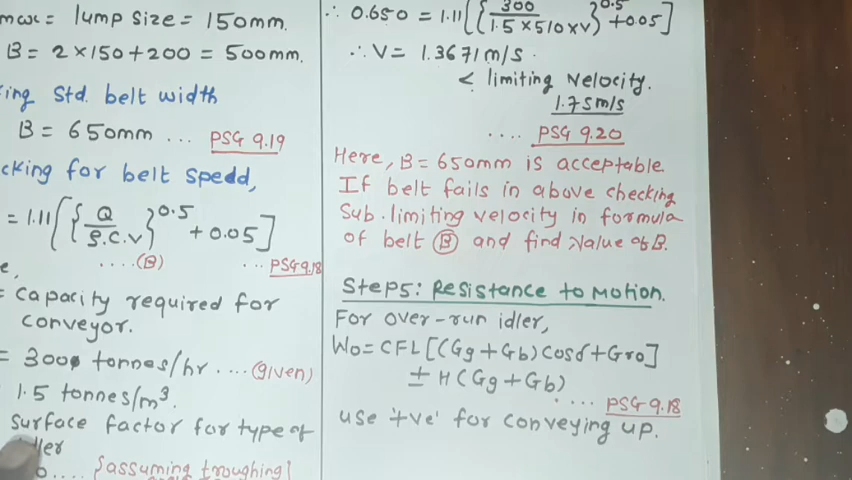 max = lump size = 150mm.
B = 2 × 150 + 200 = 500mm.
ing Std. belt width
B = 650mm ... PSG 9.19
cking for belt spedd,
= 1.11 [{Q / ρ.C.V}^0.5 + 0.05]
....(B) ... PSG 9.18
e,
= capacity required for
conveyor.
= 300 tonnes/hr ....(given)
1.5 tonnes/m³.
surface factor for type of
ller
.... {assuming troughing}
∴ 0.650 = 1.11 [{300 / 1.5 × 510 × V}^0.5 + 0.05]
∴ V = 1.3671 m/s.
< limiting velocity.
1.75 m/s
.... PSG 9.20
Here, B = 650mm is acceptable
If belt fails in above checking
Sub. limiting velocity in formula
of belt (B) and find value of B.
Step5: Resistance to Motion.
For over-run idler,
Wo = CFL [(Gg + Gb) Cosδ + Gro]
± H (Gg + Gb)
.... PSG 9.18
use '+ve' for conveying up.